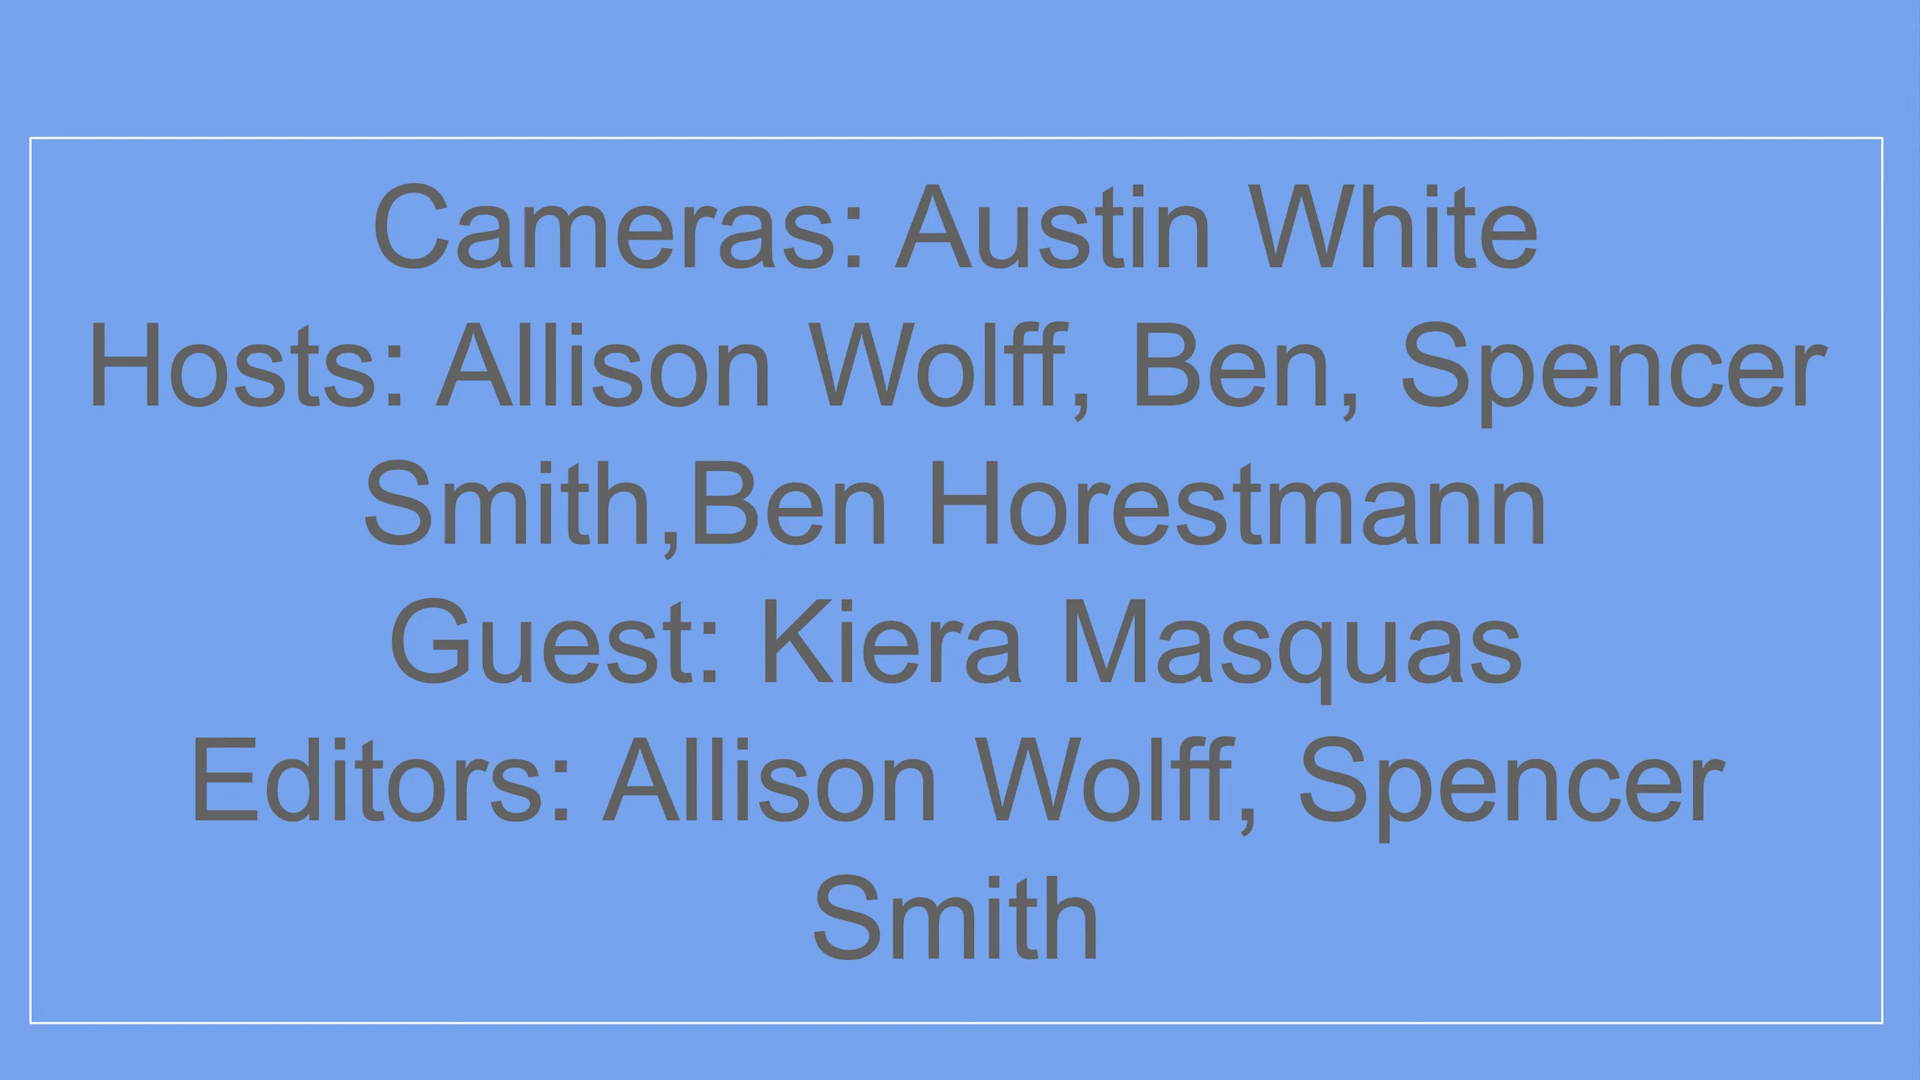 Cameras: Austin White
Hosts: Allison Wolff, Ben, Spencer
Smith,Ben Horestmann
Guest: Kiera Masquas
Editors: Allison Wolff, Spencer
Smith